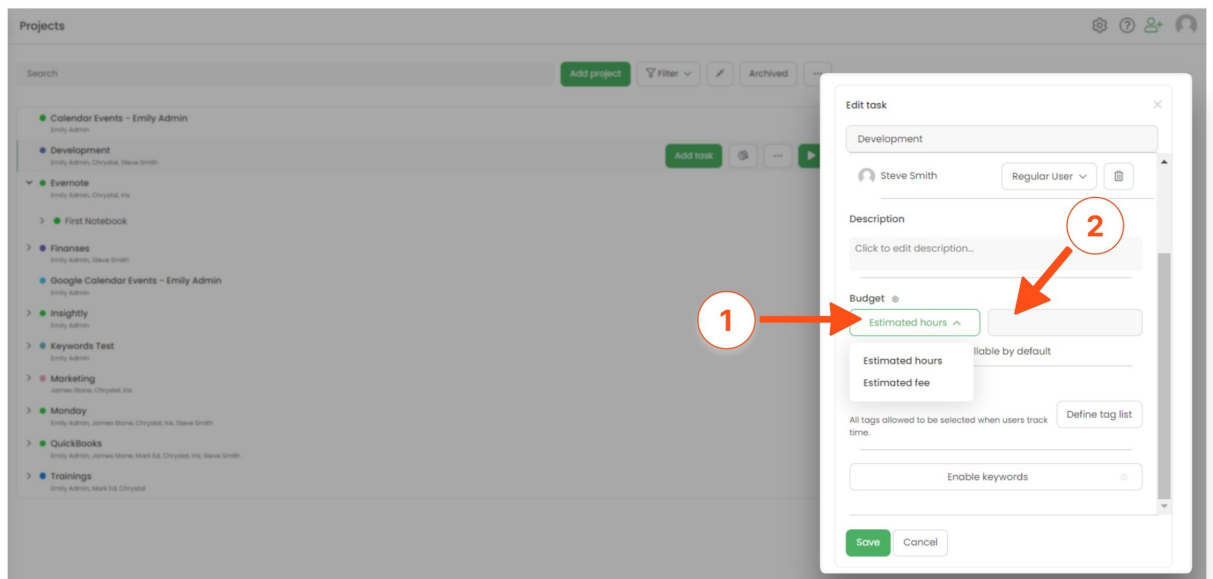 Projects
Search
Add project
Filter
Archived
Calendar Events - Emily Admin
Emily Admin
Development
Emily Admin, Chrystal, Steve Smith
Add task
Evernote
Emily Admin, Chrystal, Iris
First Notebook
Finanses
Emily Admin, Steve Smith
Google Calendar Events - Emily Admin
Emily Admin
Insightly
Emily Admin
Keywords Test
Emily Admin
Marketing
James Stone, Chrystal, Iris
Monday
Emily Admin, James Stone, Chrystal, Iris, Steve Smith
QuickBooks
Emily Admin, James Stone, Mark Ed, Chrystal, Iris, Steve Smith
Trainings
Emily Admin, Mark Ed, Chrystal
Edit task
Development
Steve Smith
Regular User
Description
Click to edit description...
2
Budget
1
Estimated hours
Estimated hours
Estimated fee
by default
All tags allowed to be selected when users track
time.
Define tag list
Enable keywords
Save
Cancel